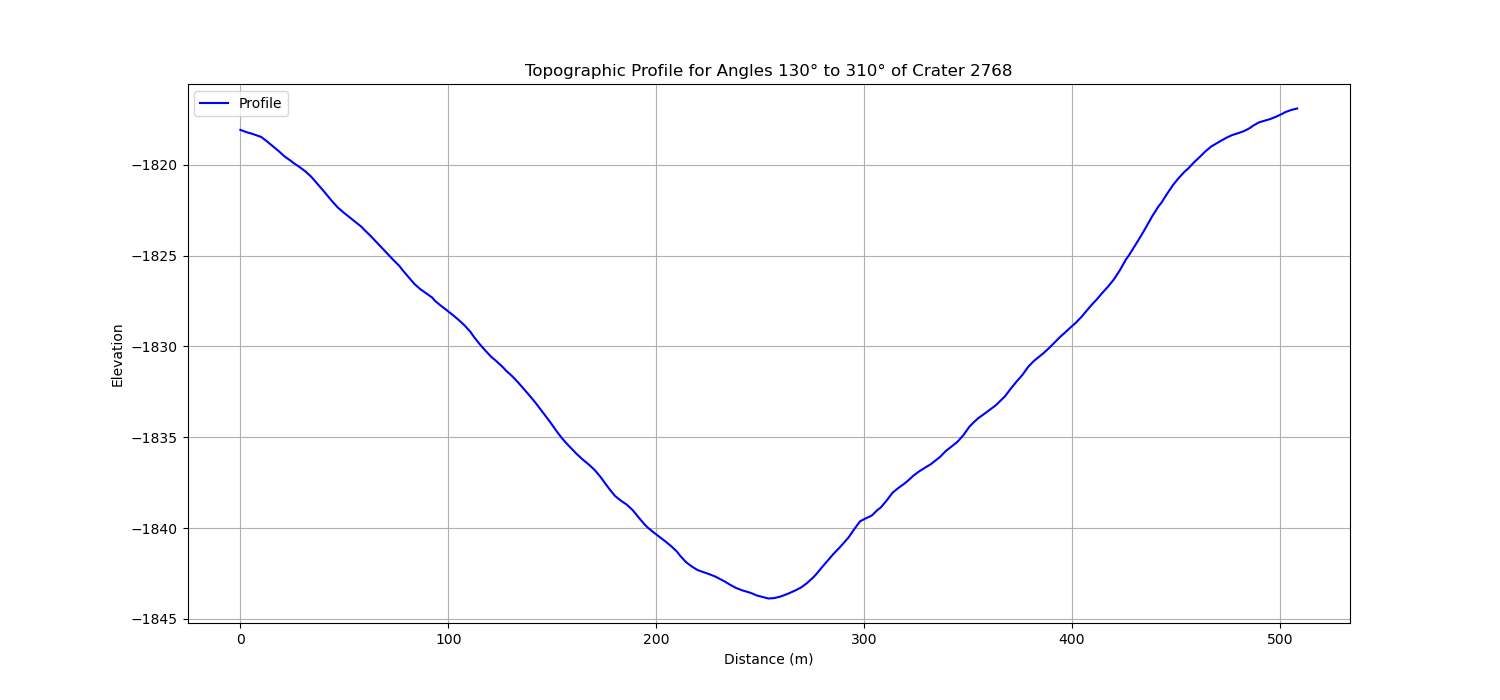 Topographic Profile for Angles 130° to 310° of Crater 2768
Profile
−1820
−1825
−1830
−1835
−1840
−1845
Elevation
0 100 200 300 400 500
Distance (m)